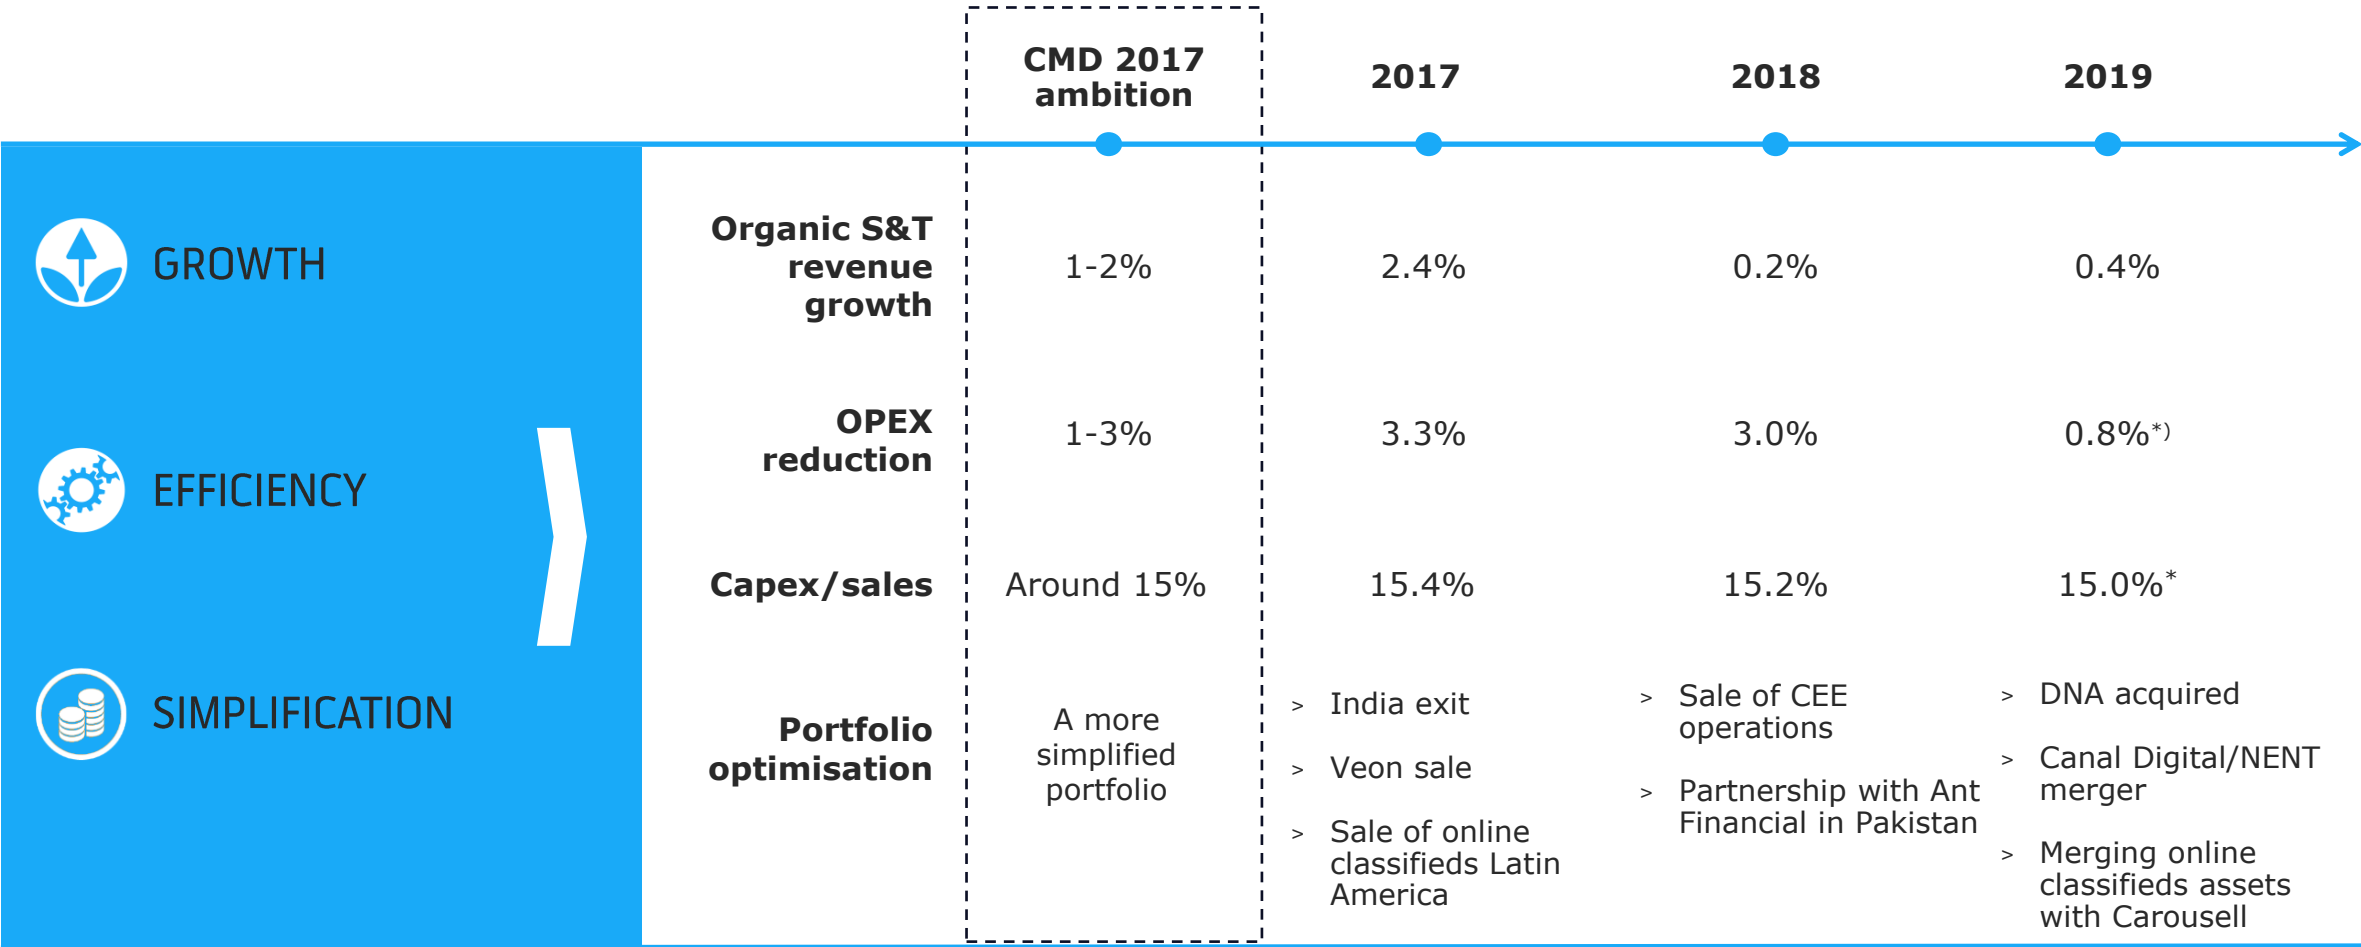 CMD 2017
ambition
2017
2018
2019
GROWTH
Organic S&T
revenue
growth
1-2%
2.4%
0.2%
0.4%
EFFICIENCY
OPEX
reduction
1-3%
3.3%
3.0%
0.8%*)
Capex/sales
Around 15%
15.4%
15.2%
15.0%*
SIMPLIFICATION
Portfolio
optimisation
A more
simplified
portfolio
> India exit
> Veon sale
> Sale of online
classifieds Latin
America
> Sale of CEE
operations
> Partnership with Ant
Financial in Pakistan
> DNA acquired
> Canal Digital/NENT
merger
> Merging online
classifieds assets
with Carousell